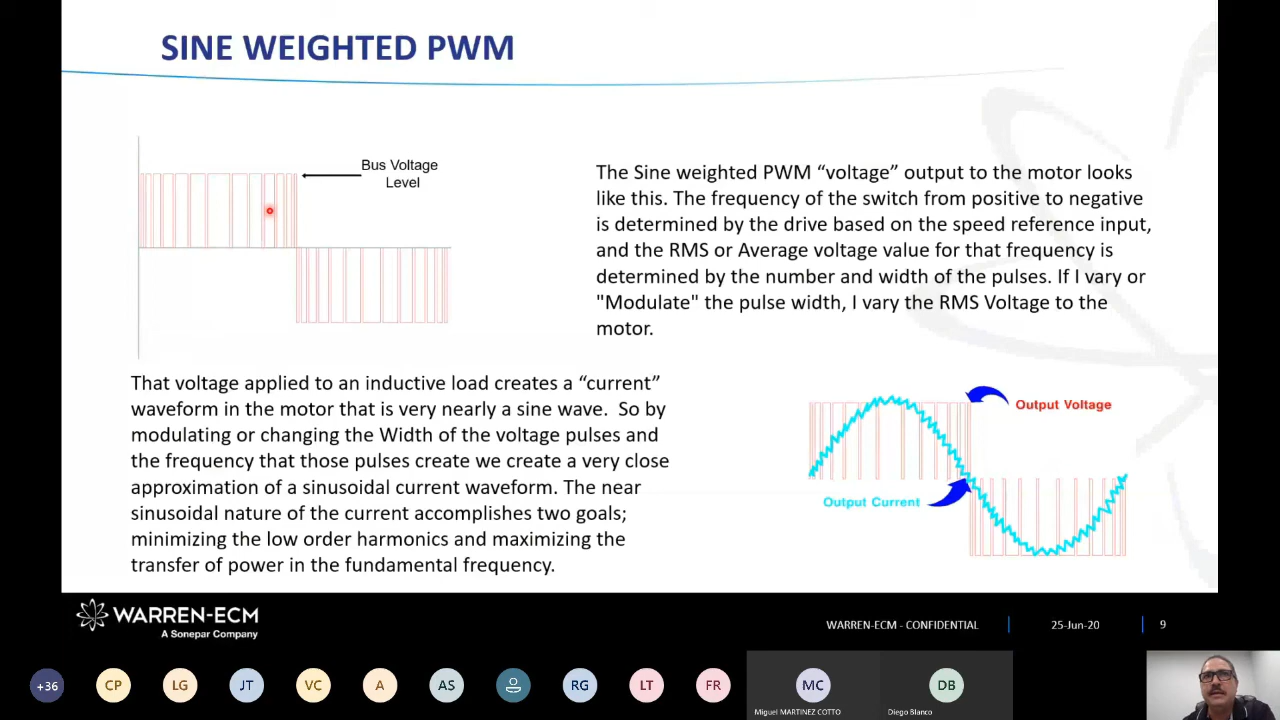 SINE WEIGHTED PWM
Bus Voltage
Level
The Sine weighted PWM “voltage” output to the motor looks
like this. The frequency of the switch from positive to negative
is determined by the drive based on the speed reference input,
and the RMS or Average voltage value for that frequency is
determined by the number and width of the pulses. If I vary or
"Modulate" the pulse width, I vary the RMS Voltage to the
motor.
That voltage applied to an inductive load creates a “current”
waveform in the motor that is very nearly a sine wave.  So by
modulating or changing the Width of the voltage pulses and
the frequency that those pulses create we create a very close
approximation of a sinusoidal current waveform. The near
sinusoidal nature of the current accomplishes two goals;
minimizing the low order harmonics and maximizing the
transfer of power in the fundamental frequency.
Output Voltage
Output Current
WARREN-ECM
A Sonepar Company
WARREN-ECM - CONFIDENTIAL
25-Jun-20
9
+36
CP
LG
JT
VC
A
AS
RG
LT
FR
MC
Miguel MARTINEZ COTTO
DB
Diego Blanco